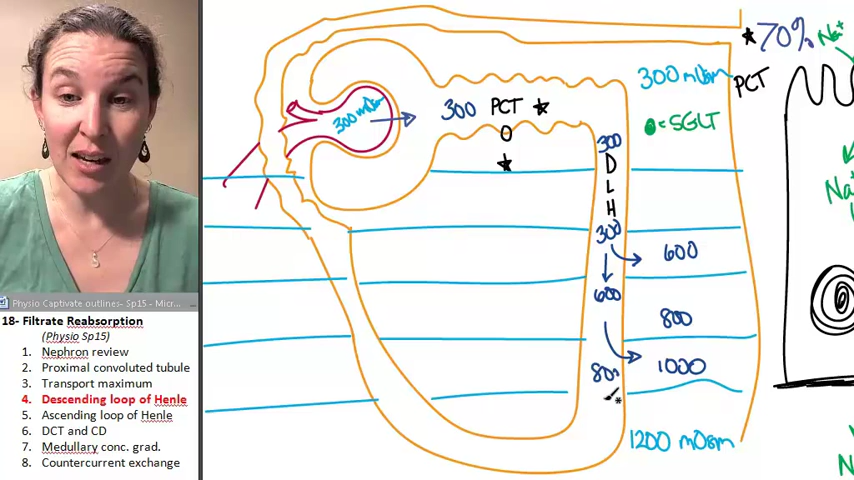 300 mOsm
300 PCT
O
300 mOsm
= SGLT
300
D
L
H
300
600
600
800
800
1000
1200 mOsm
70%
Na+
PCT
Na+
N
Physio Captivate outlines- Sp15 - Micr...
18- Filtrate Reabsorption
(Physio Sp15)
1. Nephron review
2. Proximal convoluted tubule
3. Transport maximum
4. Descending loop of Henle
5. Ascending loop of Henle
6. DCT and CD
7. Medullary conc. grad.
8. Countercurrent exchange